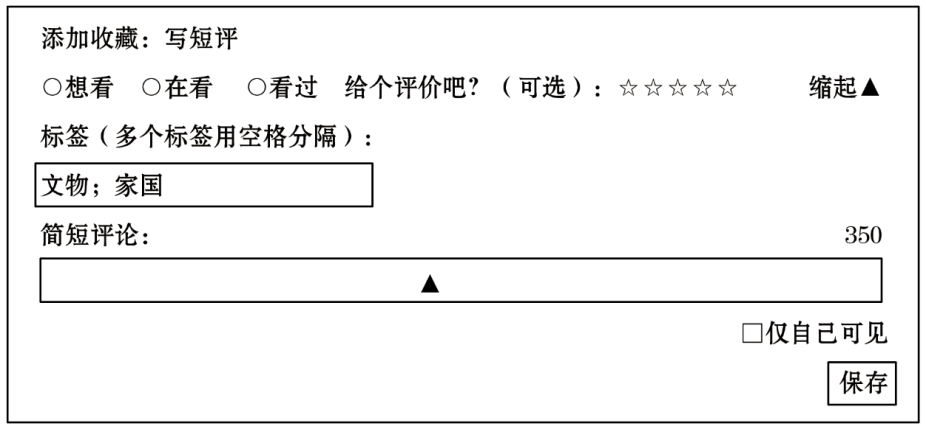 添加收藏：写短评
○想看 ○在看 ○看过 给个评价吧？（可选）：☆☆☆☆☆ 缩起▲
标签（多个标签用空格分隔）：
文物；家国
简短评论： 350
▲
□仅自己可见
保存